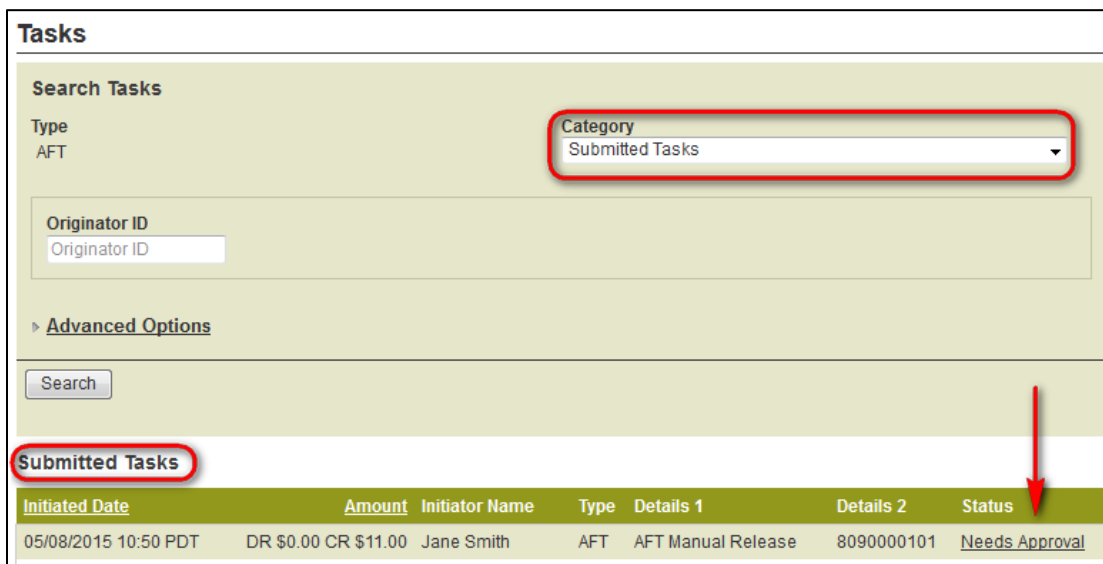 Tasks
Search Tasks
Type Category
AFT Submitted Tasks
Originator ID
Originator ID
Advanced Options
Search
Submitted Tasks
Initiated Date Amount Initiator Name Type Details 1 Details 2 Status
05/08/2015 10:50 PDT DR $0.00 CR $11.00 Jane Smith AFT AFT Manual Release 8090000101 Needs Approval